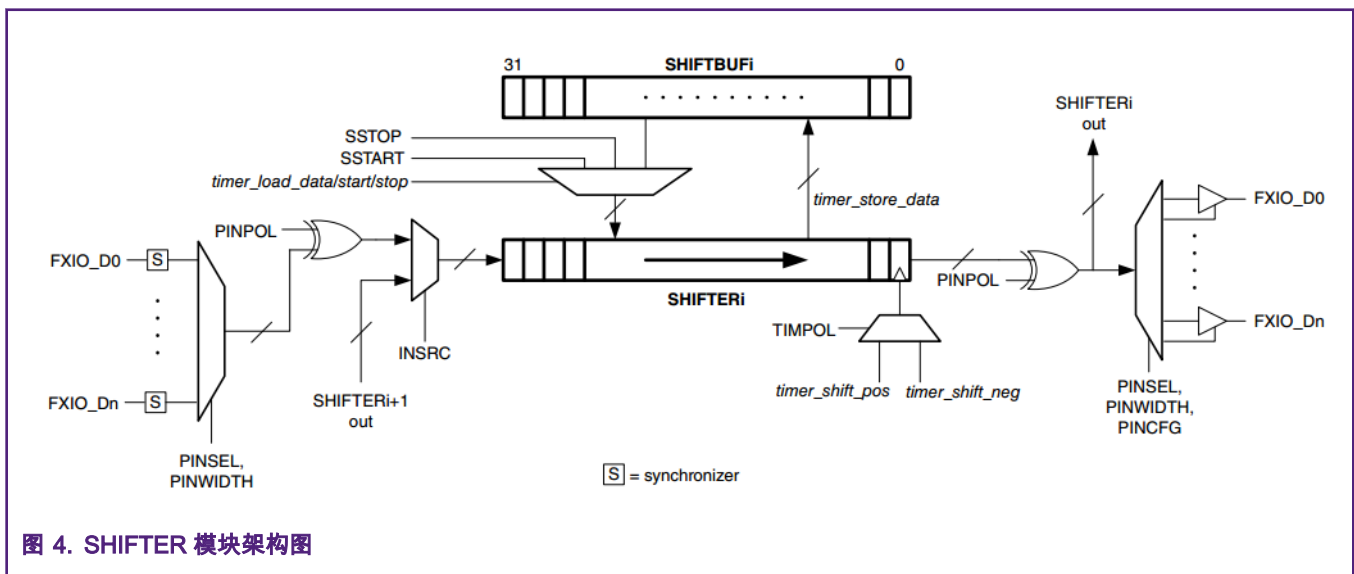 31 SHIFTBUFi 0
SHIFTERi
out
SSTOP
SSTART
timer_load_data/start/stop
timer_store_data
FXIO_D0
PINPOL
FXIO_D0 S
PINPOL
SHIFTERi
TIMPOL
INSRC
FXIO_Dn
FXIO_Dn S
SHIFTERi+1
out
timer_shift_pos timer_shift_neg
PINSEL,
PINWIDTH,
PINCFG
PINSEL,
PINWIDTH
S = synchronizer
图 4. SHIFTER 模块架构图